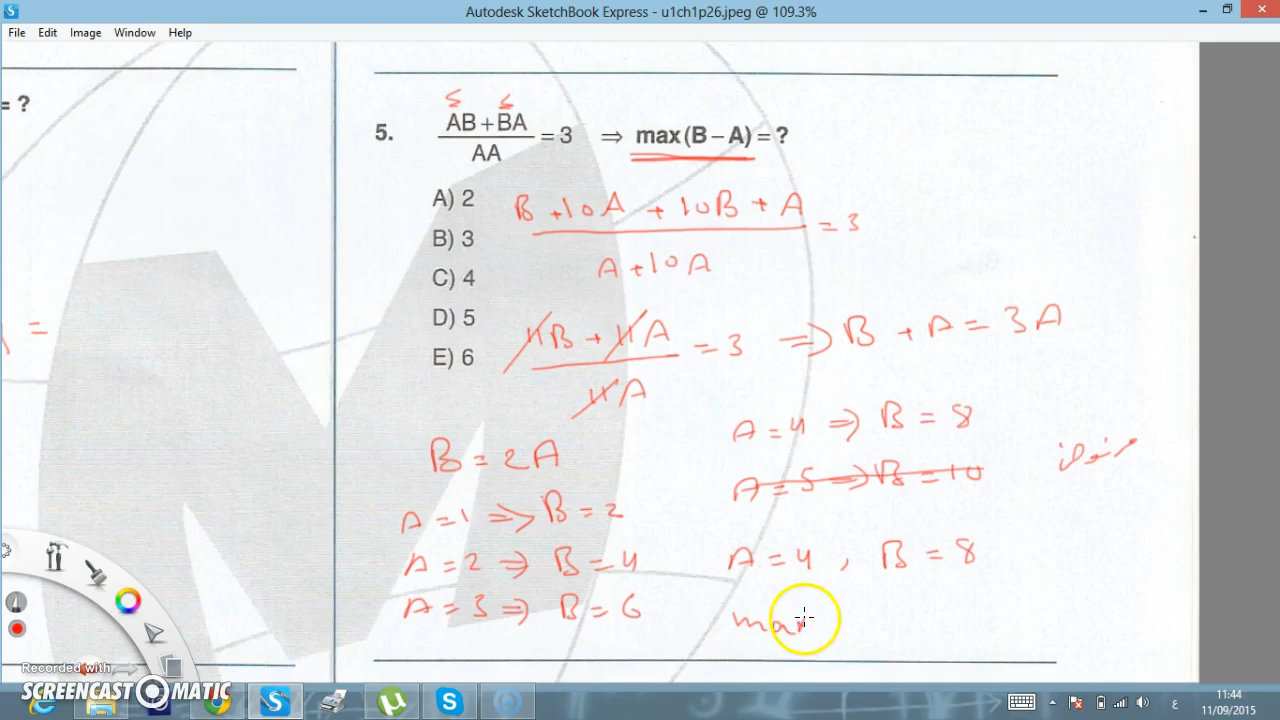 Autodesk SketchBook Express - u1ch1p26.jpeg @ 109.3%
File Edit Image Window Help
= ?
5. AB + BA / AA = 3 ⇒ max (B – A) = ?
A) 2
B) 3
C) 4
D) 5
E) 6
B + 10A + 10B + A / A + 10A = 3
11B + 11A / 11A = 3 ⇒ B + A = 3A
B = 2A
A = 1 ⇒ B = 2
A = 2 ⇒ B = 4
A = 3 ⇒ B = 6
A = 4 ⇒ B = 8
A = 5 ⇒ B = 10
A = 4 , B = 8
Recorded with
SCREENCAST MATIC
11:44
ع
11/09/2015